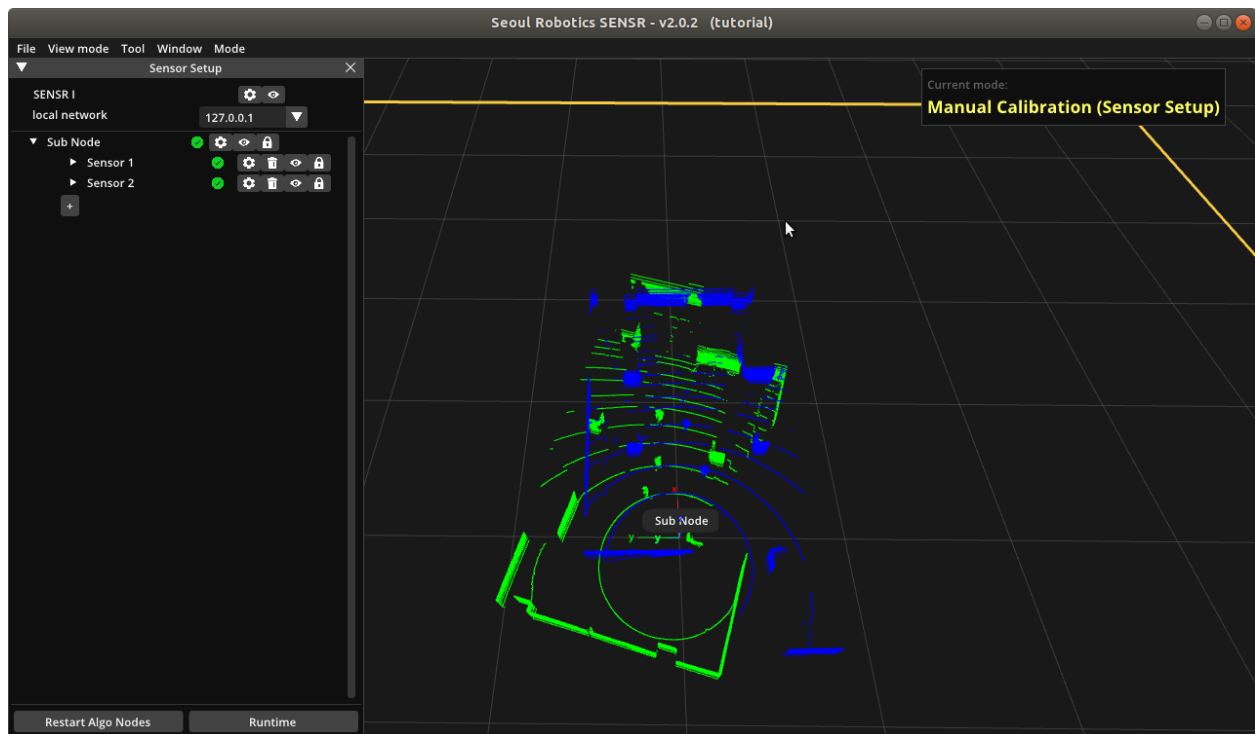 Seoul Robotics SENSR - v2.0.2 (tutorial)
File View mode Tool Window Mode
Sensor Setup
SENSR I
local network 127.0.0.1
Sub Node
Sensor 1
Sensor 2
+
Restart Algo Nodes Runtime
Current mode:
Manual Calibration (Sensor Setup)
x
Sub Node
y y